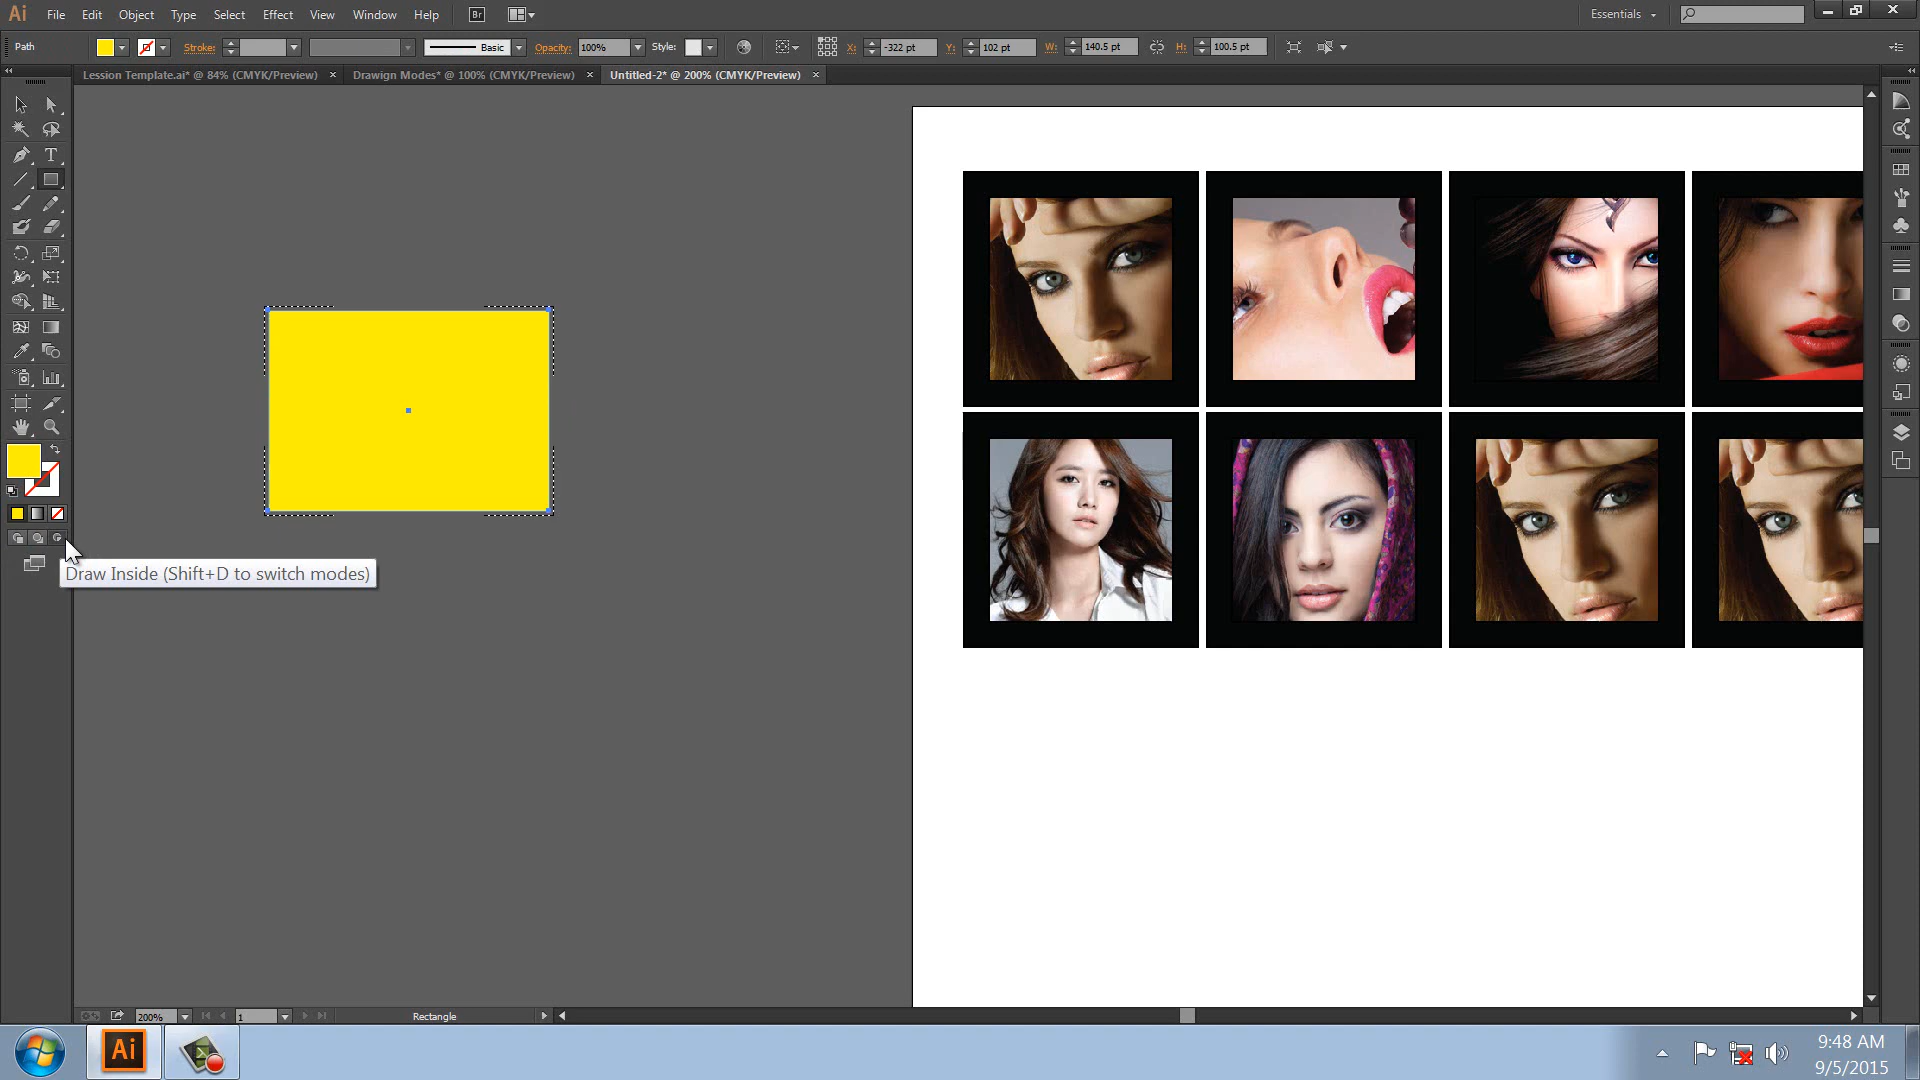 Ai File Edit Object Type Select Effect View Window Help Br Essentials
Path Stroke: Basic Opacity: 100% Style: X: -322 pt Y: 102 pt W: 140.5 pt H: 100.5 pt
Lession Template.ai* @ 84% (CMYK/Preview) × Drawign Modes* @ 100% (CMYK/Preview) × Untitled-2* @ 200% (CMYK/Preview) ×
Draw Inside (Shift+D to switch modes)
200% 1 Rectangle
Ai
9:48 AM
9/5/2015